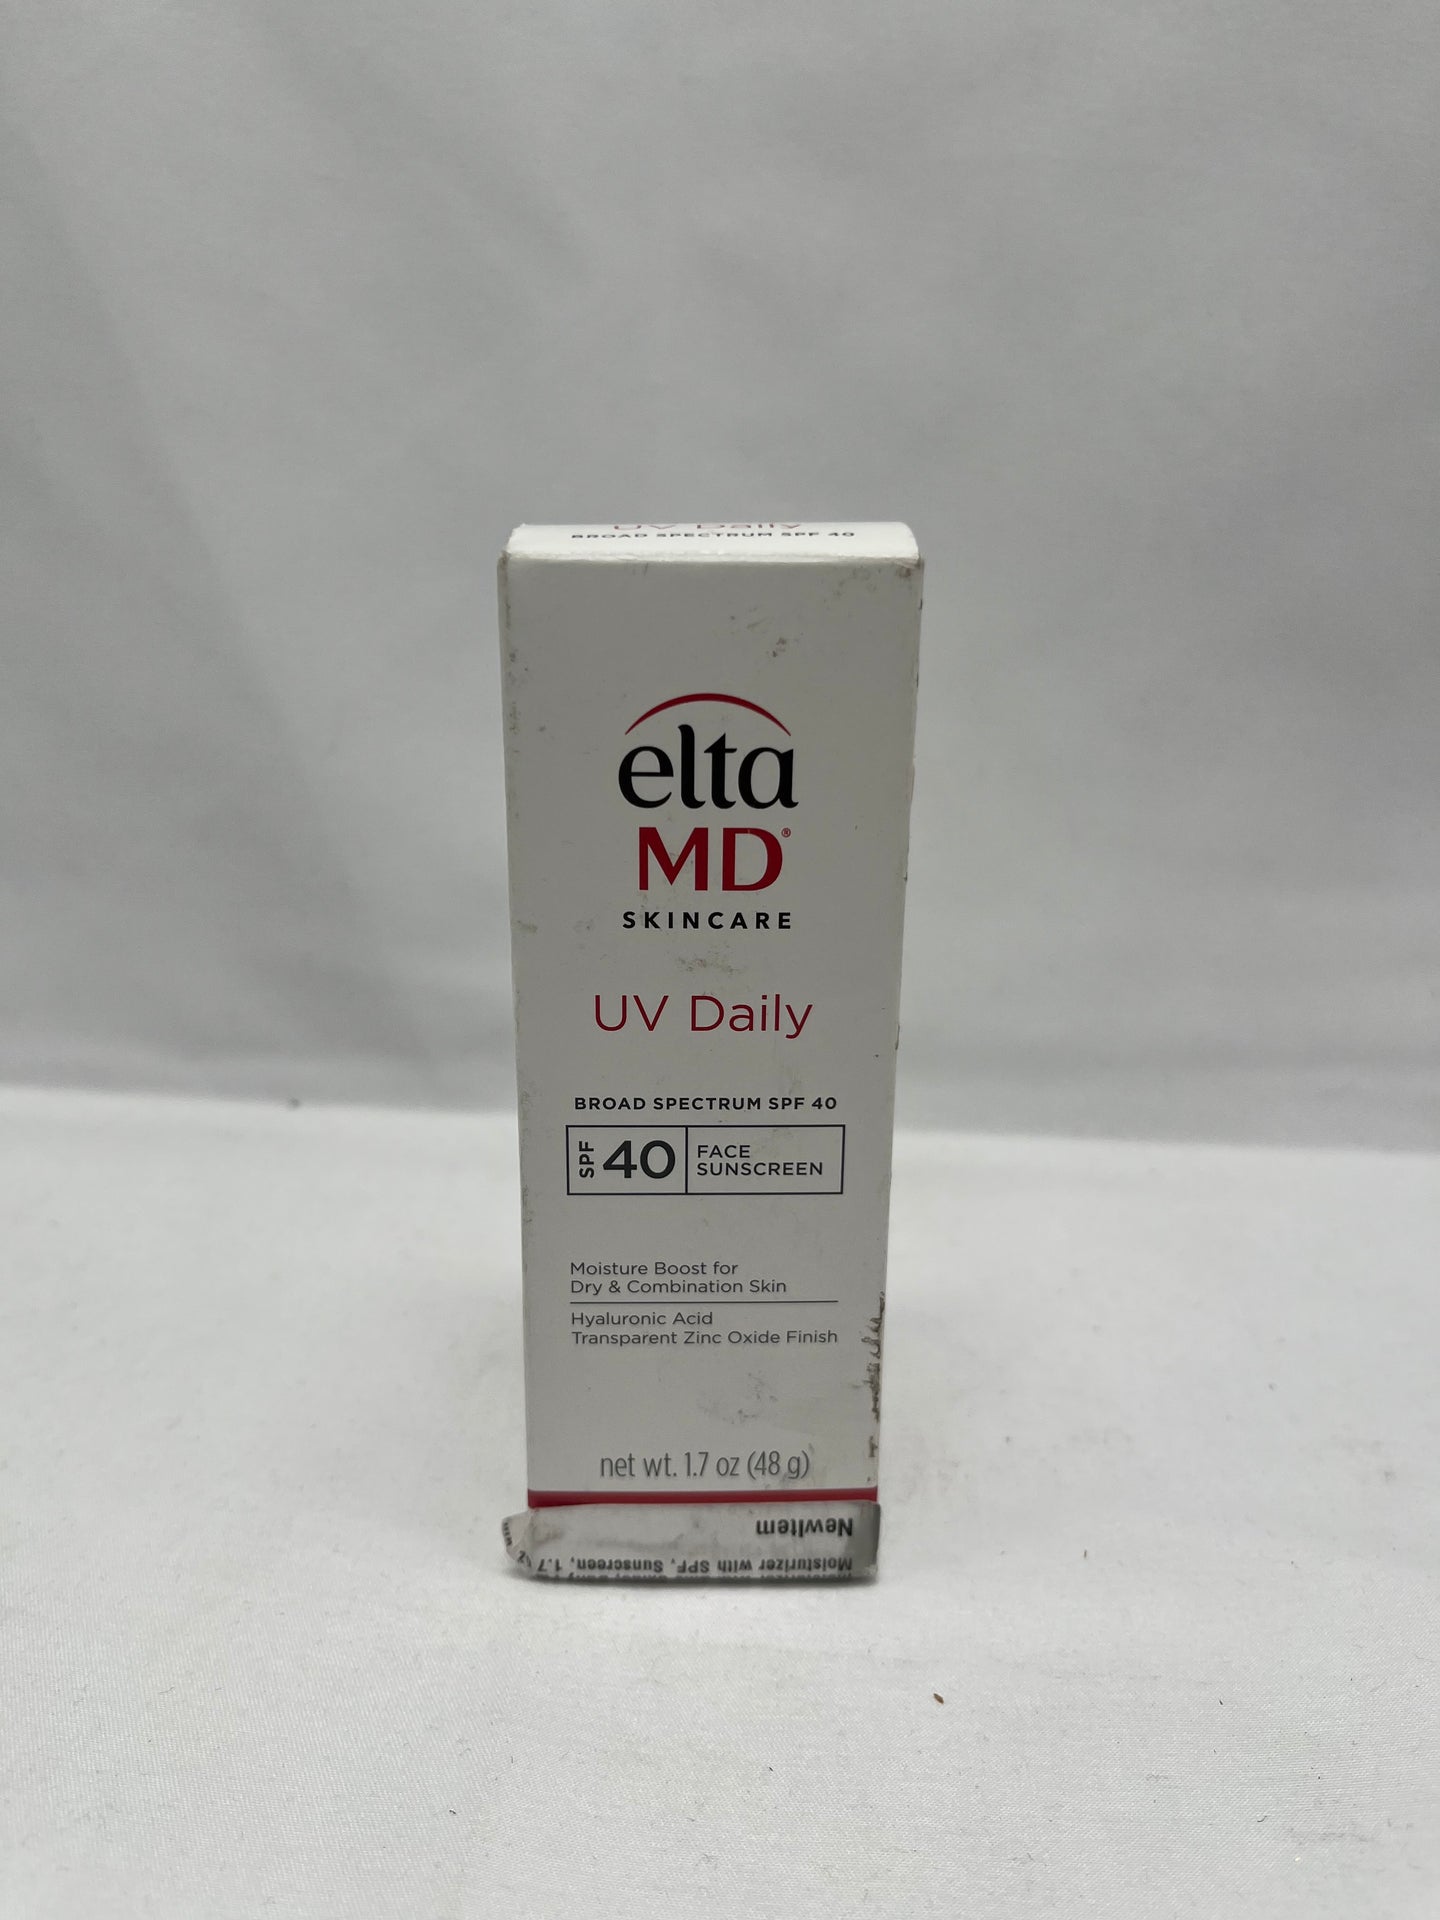 UV Daily
BROAD SPECTRUM SPF 40
elta
MD®
SKINCARE
UV Daily
BROAD SPECTRUM SPF 40
SPF 40 FACE
SUNSCREEN
Moisture Boost for
Dry & Combination Skin
Hyaluronic Acid
Transparent Zinc Oxide Finish
net wt. 1.7 oz (48 g)
Moisturizer with SPF, Sunscreen, 1.7
NewItem